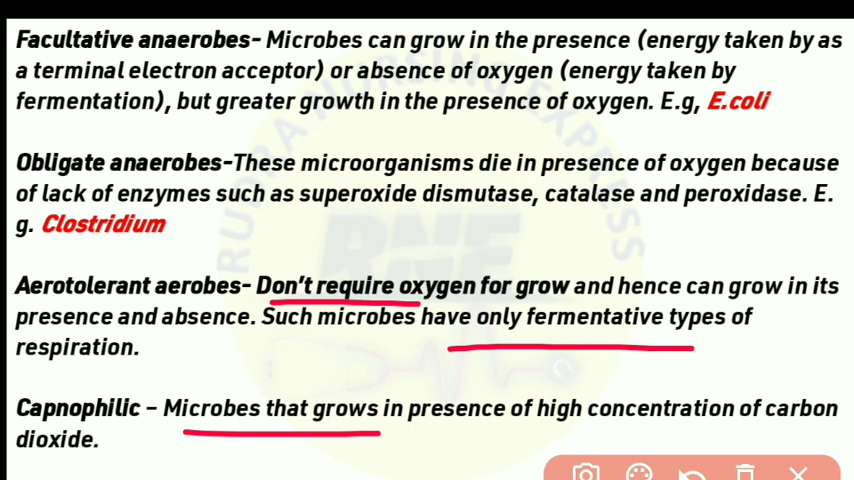 Facultative anaerobes- Microbes can grow in the presence (energy taken by as
a terminal electron acceptor) or absence of oxygen (energy taken by
fermentation), but greater growth in the presence of oxygen. E.g, E.coli
Obligate anaerobes-These microorganisms die in presence of oxygen because
of lack of enzymes such as superoxide dismutase, catalase and peroxidase. E.
g. Clostridium
Aerotolerant aerobes- Don't require oxygen for grow and hence can grow in its
presence and absence. Such microbes have only fermentative types of
respiration.
Capnophilic – Microbes that grows in presence of high concentration of carbon
dioxide.
RUDRA NURSING EXPRESS
RNE